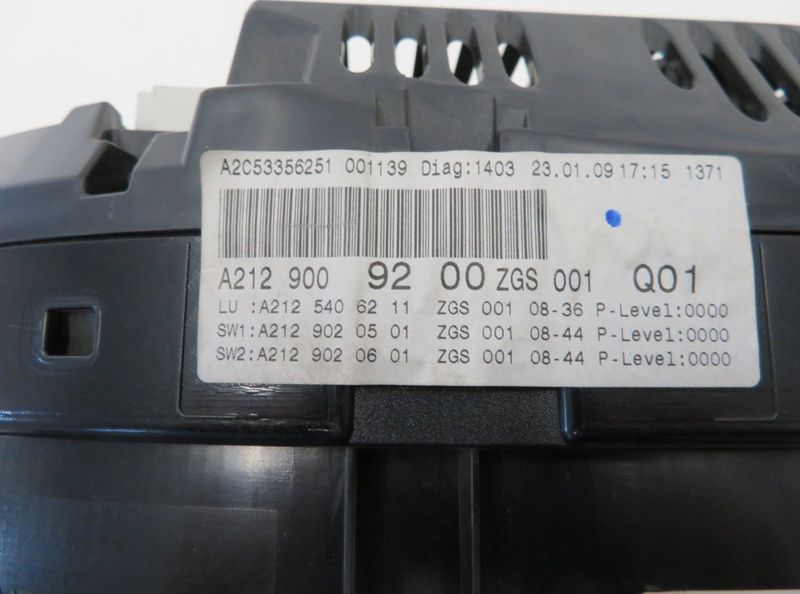 A2C53356251 001139 Diag:1403 23.01.09 17:15 1371
A212 900 92 00 ZGS 001 Q01
LU :A212 540 62 11 ZGS 001 08-36 P-Level:0000
SW1:A212 902 05 01 ZGS 001 08-44 P-Level:0000
SW2:A212 902 06 01 ZGS 001 08-44 P-Level:0000